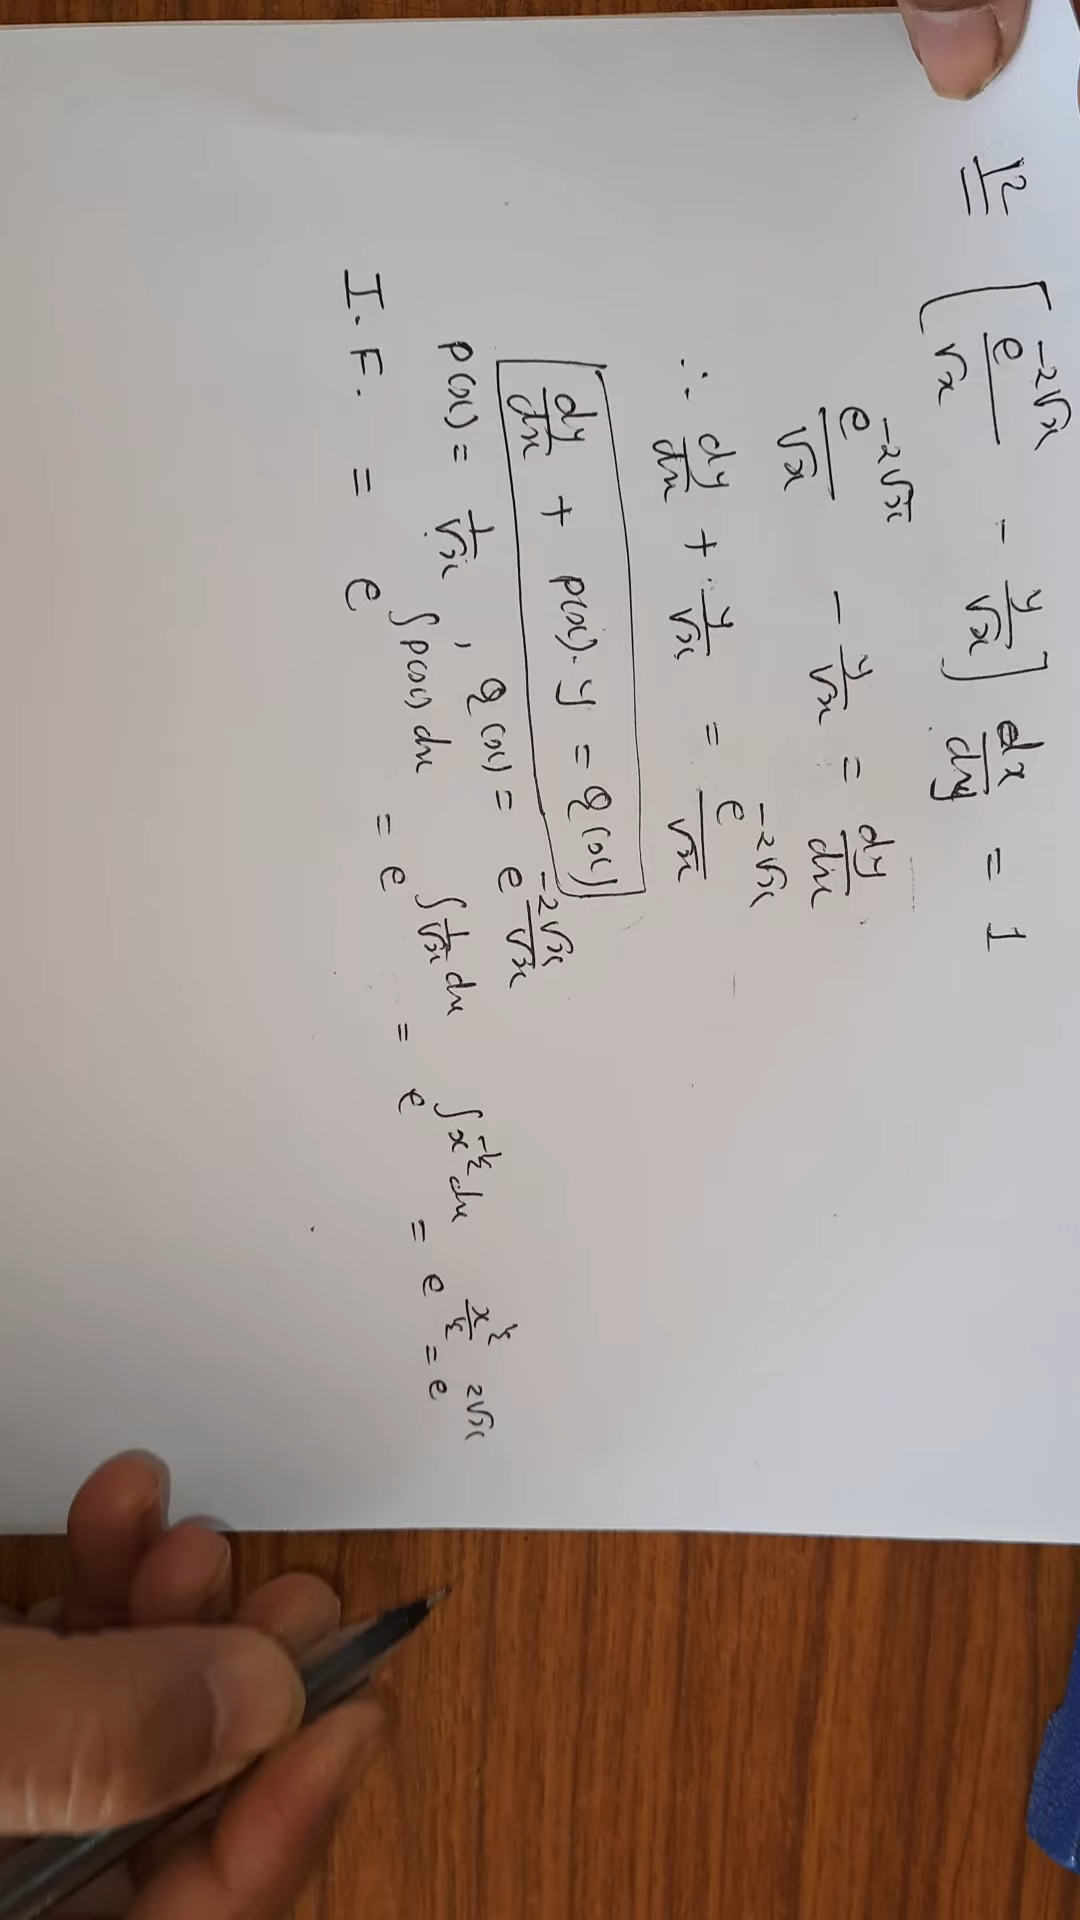 12 [e^{-2√x}/√x - y/√x] dx/dy = 1
e^{-2√x}/√x - y/√x = dy/dx
∴ dy/dx + y/√x = e^{-2√x}/√x
dy/dx + p(x).y = Q(x)
p(x) = 1/√x , Q(x) = e^{-2√x}/√x
I.F. = e^{∫p(x)dx} = e^{∫1/√x dx} = e^{∫x^{-1/2}dx} = e^{x^{1/2}/(1/2)} = e^{2√x}